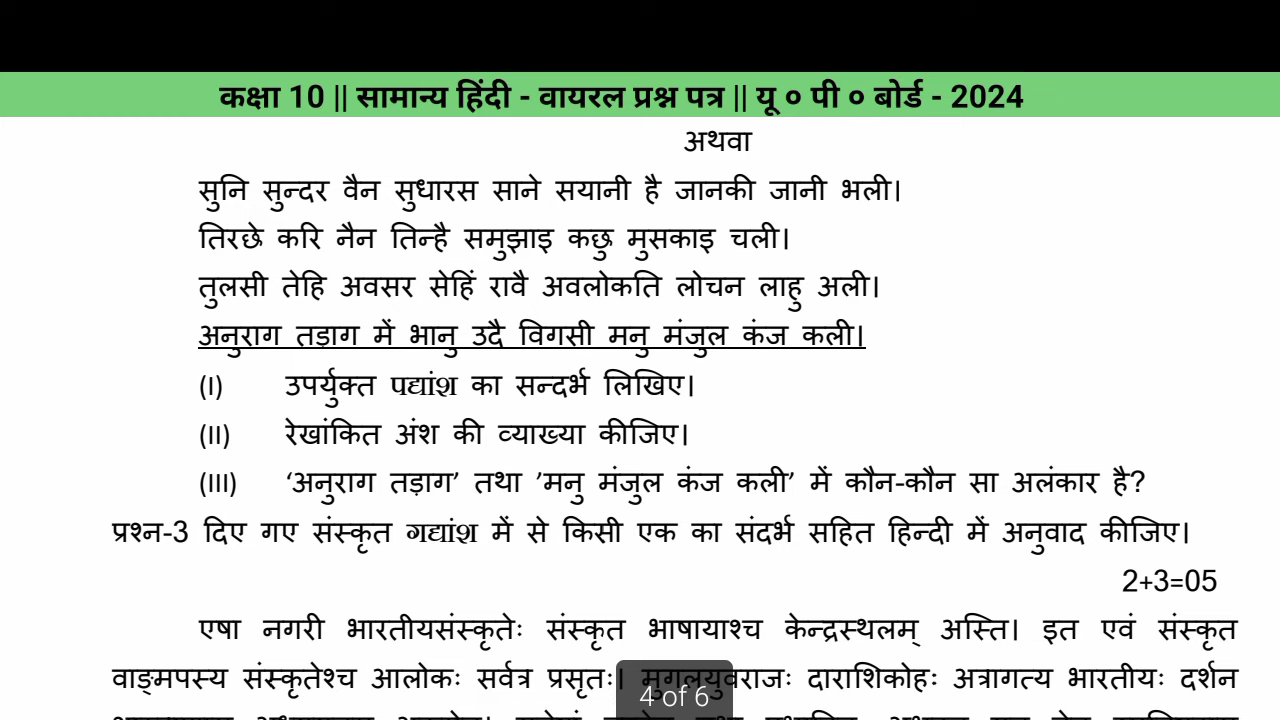 कक्षा 10 || सामान्य हिंदी - वायरल प्रश्न पत्र || यू ० पी ० बोर्ड - 2024
अथवा
सुनि सुन्दर वैन सुधारस साने सयानी है जानकी जानी भली।
तिरछे करि नैन तिन्है समुझाइ कछु मुसकाइ चली।
तुलसी तेहि अवसर सेहिं रावै अवलोकति लोचन लाहु अली।
अनुराग तड़ाग में भानु उदै विगसी मनु मंजुल कंज कली।
(I) उपर्युक्त पद्यांश का सन्दर्भ लिखिए।
(II) रेखांकित अंश की व्याख्या कीजिए।
(III) ‘अनुराग तड़ाग’ तथा ’मनु मंजुल कंज कली’ में कौन-कौन सा अलंकार है?
प्रश्न-3 दिए गए संस्कृत गद्यांश में से किसी एक का संदर्भ सहित हिन्दी में अनुवाद कीजिए।
2+3=05
एषा नगरी भारतीयसंस्कृतेः संस्कृत भाषायाश्च केन्द्रस्थलम् अस्ति। इत एवं संस्कृत
वाङ्मपस्य संस्कृतेश्च आलोकः सर्वत्र प्रसृतः। मुगलयुवराजः दाराशिकोहः अत्रागत्य भारतीयः दर्शन
4 of 6